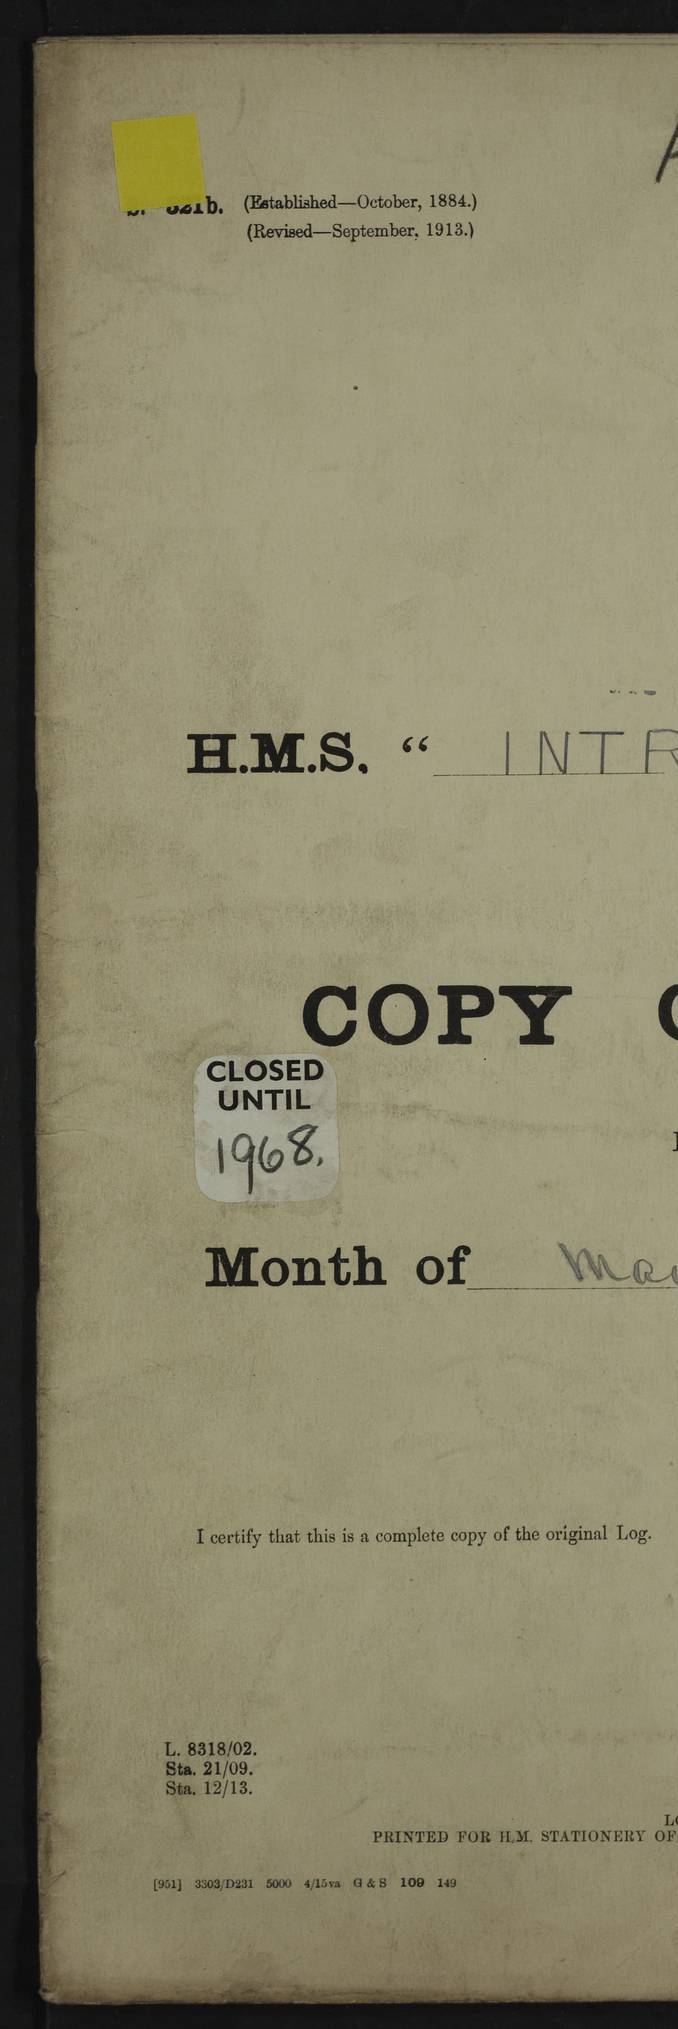 321b. (Established—October, 1884.)
(Revised—September, 1913.)
H.M.S. “ INTR
COPY
CLOSED
UNTIL
1968.
Month of
I certify that this is a complete copy of the original Log.
L. 8318/02.
Sta. 21/09.
Sta. 12/13.
PRINTED FOR H.M. STATIONERY OF
[951] 3303/D231 5000 4/15va G & S 109 149